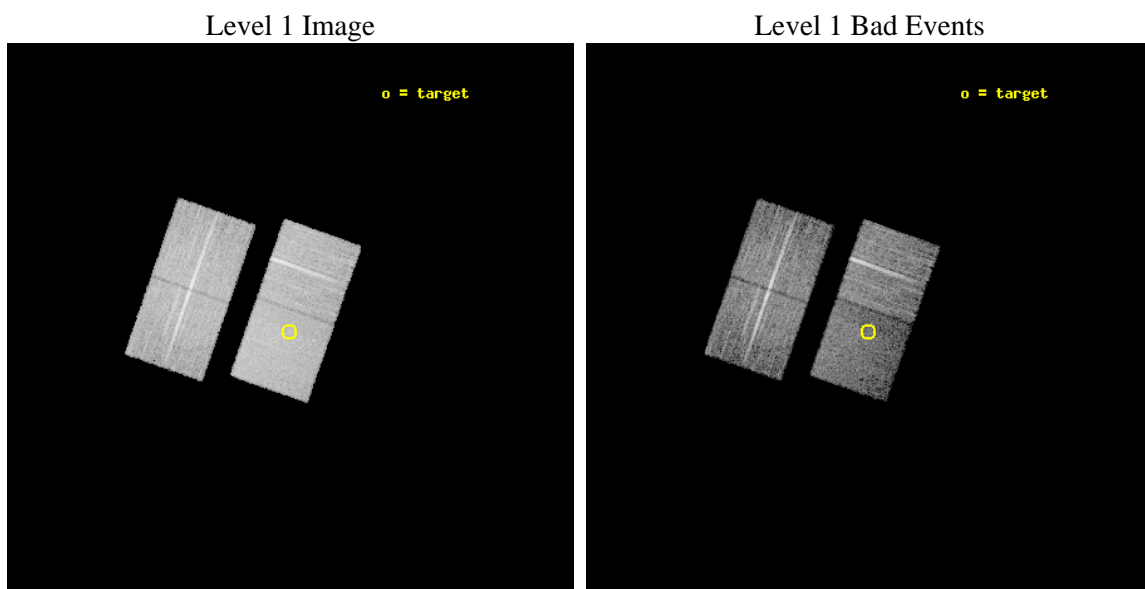 Level 1 Image
Level 1 Bad Events
o = target
o = target